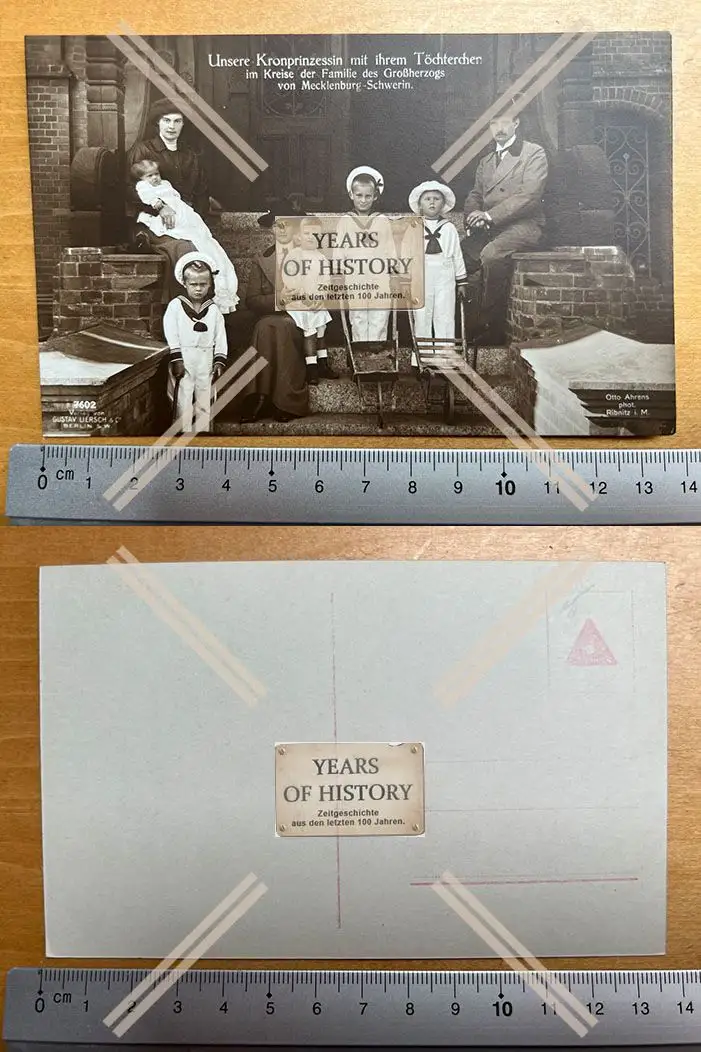 Unsere Kronprinzessin mit ihrem Töchterchen
im Kreise der Familie des Großherzogs
von Mecklenburg-Schwerin.
YEARS
OF HISTORY
Zeitgeschichte
aus den letzten 100 Jahren.
7602
Verlag von
GUSTAV LIERSCH & Co
BERLIN S.W.
Otto Ahrens
phot.
Ribnitz i. M.
0 cm 1 2 3 4 5 6 7 8 9 10 11 12 13 14
YEARS
OF HISTORY
Zeitgeschichte
aus den letzten 100 Jahren.
0 cm 1 2 3 4 5 6 7 8 9 10 11 12 13 14